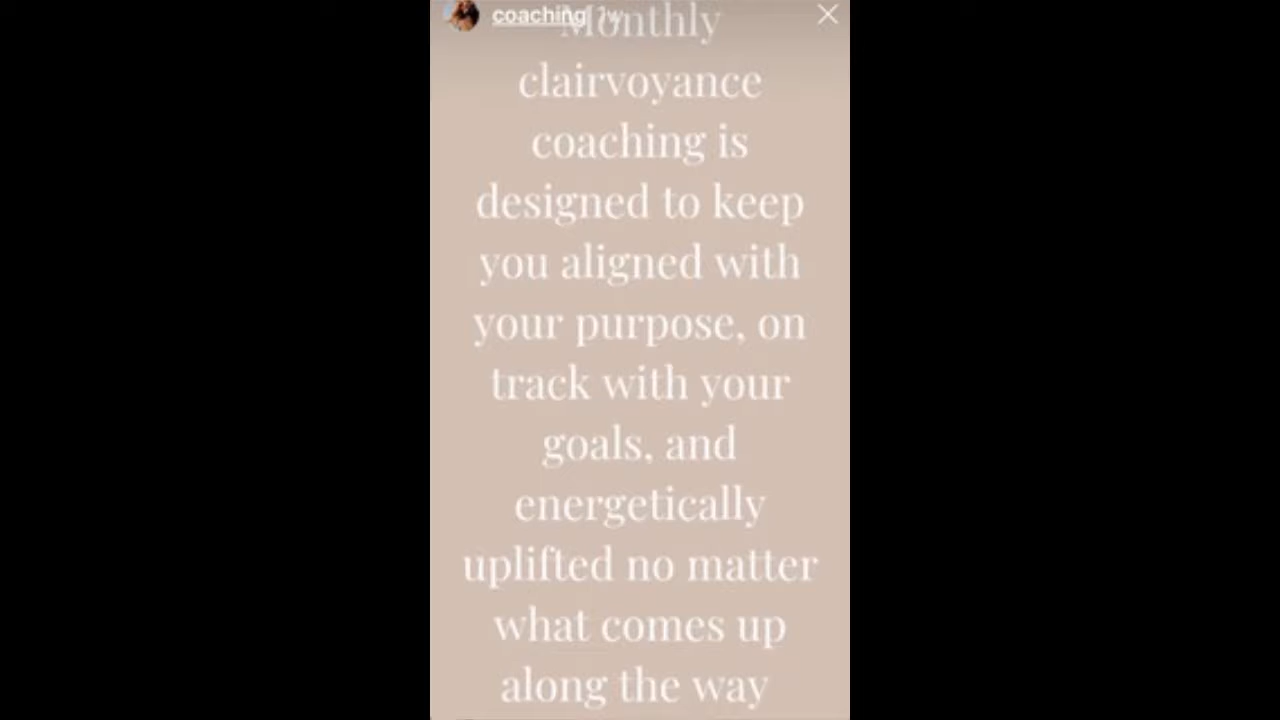 coaching 1w
Monthly
clairvoyance
coaching is
designed to keep
you aligned with
your purpose, on
track with your
goals, and
energetically
uplifted no matter
what comes up
along the way